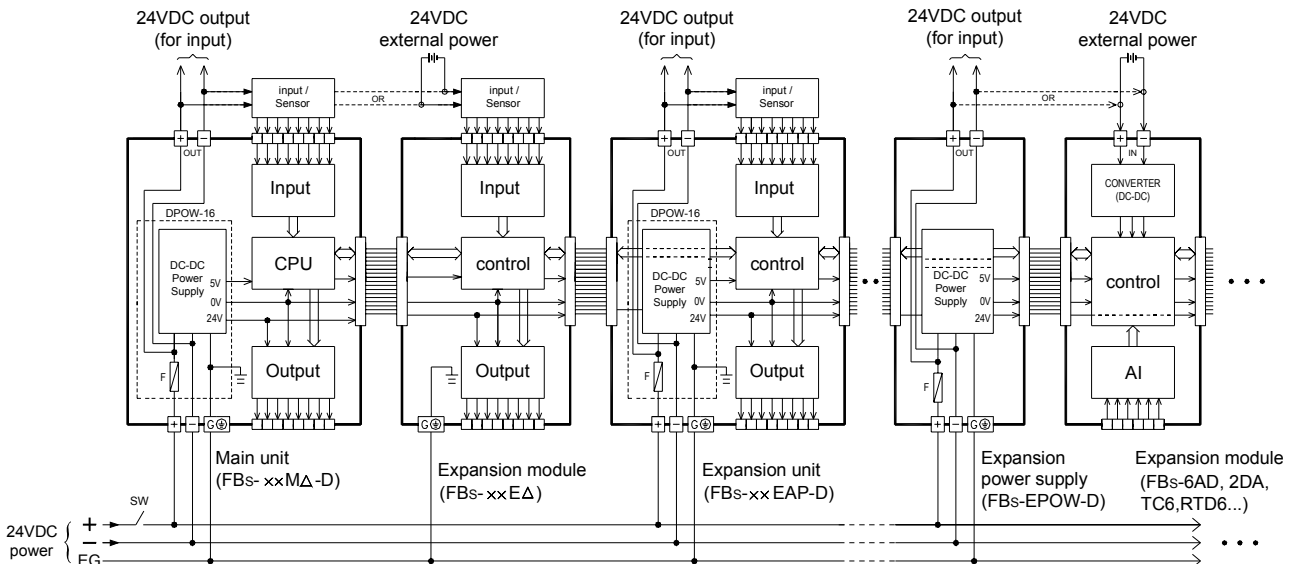 24VDC output
(for input)
24VDC
external power
24VDC output
(for input)
24VDC output
(for input)
24VDC
external power
input /
Sensor
OR
input /
Sensor
input /
Sensor
OR
+ −
OUT
+ −
OUT
+ −
OUT
+ −
IN
Input
Input
Input
CONVERTER
(DC-DC)
DPOW-16
DC-DC
Power
Supply
5V
0V
24V
CPU
control
DPOW-16
DC-DC
Power
Supply
5V
0V
24V
control
DC-DC
Power
Supply
5V
0V
24V
control
F
Output
Output
F
Output
F
AI
+ − G
G
+ − G
+ − G
Main unit
(FBs- ××M∆-D)
Expansion module
(FBs-××E∆)
Expansion unit
(FBs-××EAP-D)
Expansion
power supply
(FBs-EPOW-D)
Expansion module
(FBs-6AD, 2DA,
TC6,RTD6...)
SW
24VDC
power
+
−
EG